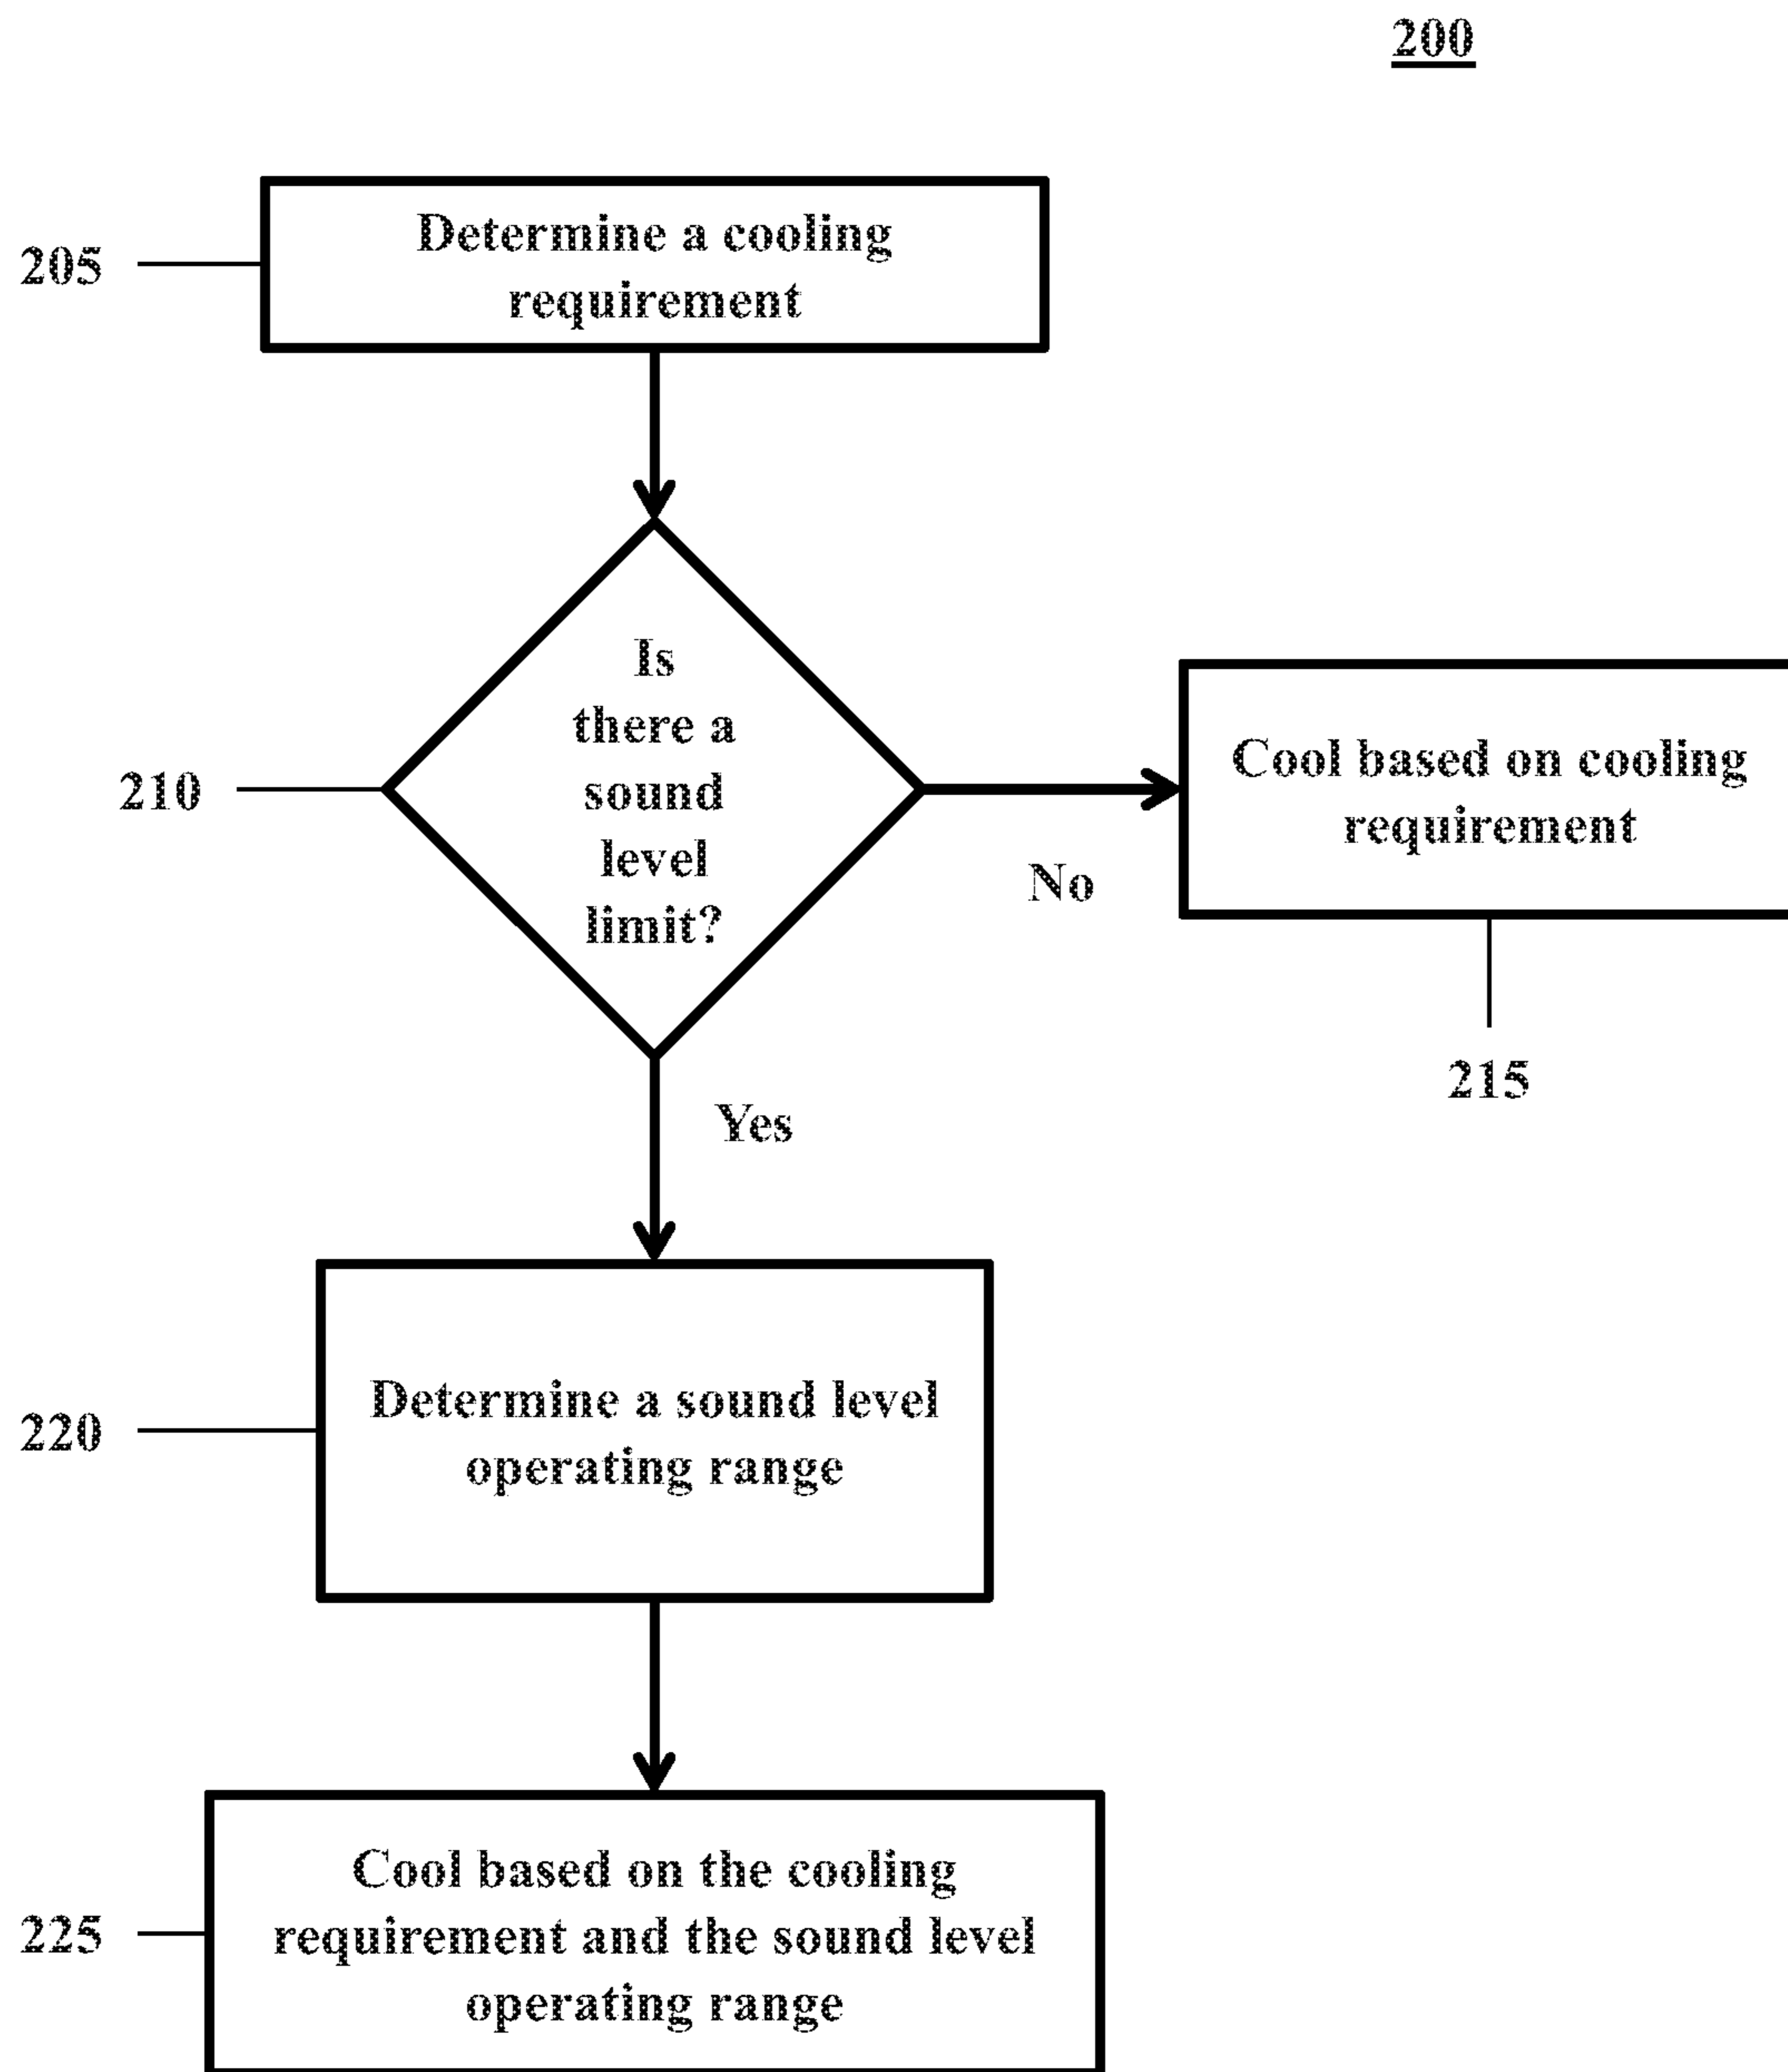 200
205
Determine a cooling
requirement
Is
there a
sound
level
limit?
210
No
Cool based on cooling
requirement
215
Yes
220
Determine a sound level
operating range
225
Cool based on the cooling
requirement and the sound level
operating range